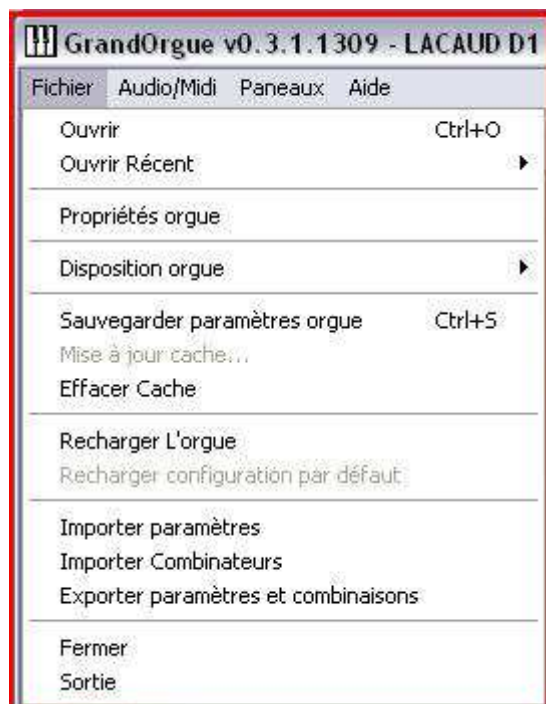 GrandOrgue v0.3.1.1309 - LACAUD D1
Fichier Audio/Midi Paneaux Aide
Ouvrir Ctrl+O
Ouvrir Récent
Propriétés orgue
Disposition orgue
Sauvegarder paramètres orgue Ctrl+S
Mise à jour cache...
Effacer Cache
Recharger L'orgue
Recharger configuration par défaut
Importer paramètres
Importer Combinateurs
Exporter paramètres et combinaisons
Fermer
Sortie